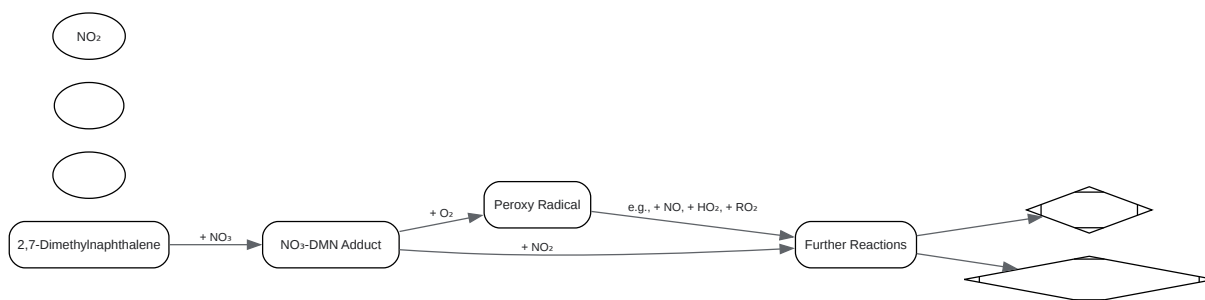 NO₂
2,7-Dimethylnaphthalene
+ NO₃
NO₃-DMN Adduct
+ O₂
Peroxy Radical
e.g., + NO, + HO₂, + RO₂
+ NO₂
Further Reactions